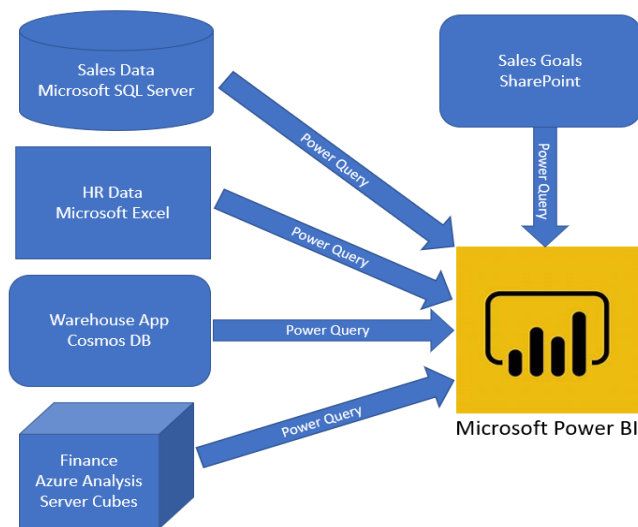 Sales Data
Microsoft SQL Server
Sales Goals
SharePoint
Power Query
Power Query
HR Data
Microsoft Excel
Power Query
Warehouse App
Cosmos DB
Power Query
Power Query
Finance
Azure Analysis
Server Cubes
Microsoft Power BI